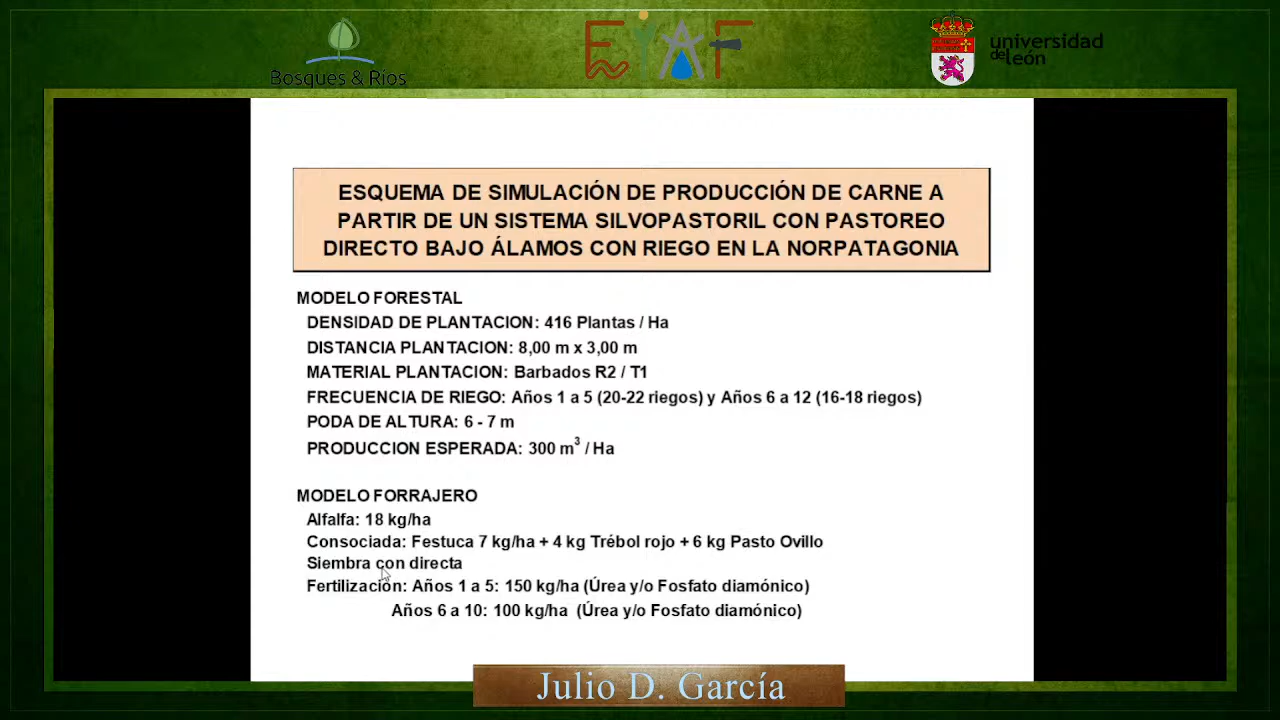 Bosques & Ríos
EIAF
universidad
de león
ESQUEMA DE SIMULACIÓN DE PRODUCCIÓN DE CARNE A
PARTIR DE UN SISTEMA SILVOPASTORIL CON PASTOREO
DIRECTO BAJO ÁLAMOS CON RIEGO EN LA NORPATAGONIA
MODELO FORESTAL
DENSIDAD DE PLANTACION: 416 Plantas / Ha
DISTANCIA PLANTACION: 8,00 m x 3,00 m
MATERIAL PLANTACION: Barbados R2 / T1
FRECUENCIA DE RIEGO: Años 1 a 5 (20-22 riegos) y Años 6 a 12 (16-18 riegos)
PODA DE ALTURA: 6 - 7 m
PRODUCCION ESPERADA: 300 m³ / Ha
MODELO FORRAJERO
Alfalfa: 18 kg/ha
Consociada: Festuca 7 kg/ha + 4 kg Trébol rojo + 6 kg Pasto Ovillo
Siembra con directa
Fertilización: Años 1 a 5: 150 kg/ha (Úrea y/o Fosfato diamónico)
Años 6 a 10: 100 kg/ha (Úrea y/o Fosfato diamónico)
Julio D. García